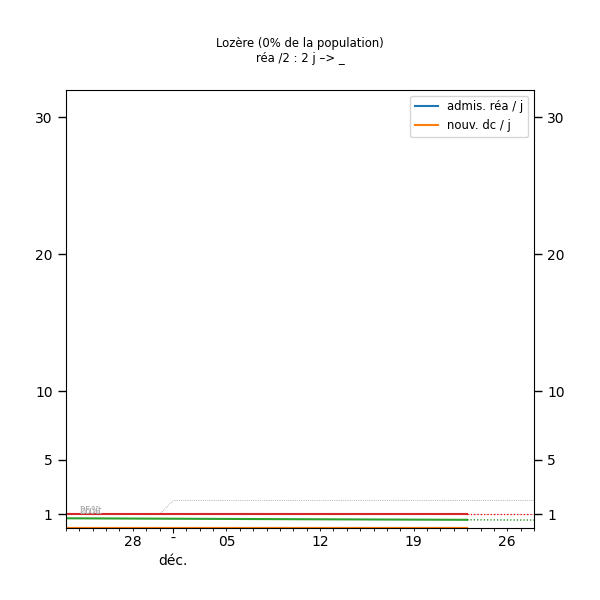 Lozère (0% de la population)
réa /2 : 2 j –> _
admis. réa / j
nouv. dc / j
30 30
20 20
10 10
5 5
1 1
28 - 05 12 19 26
déc.